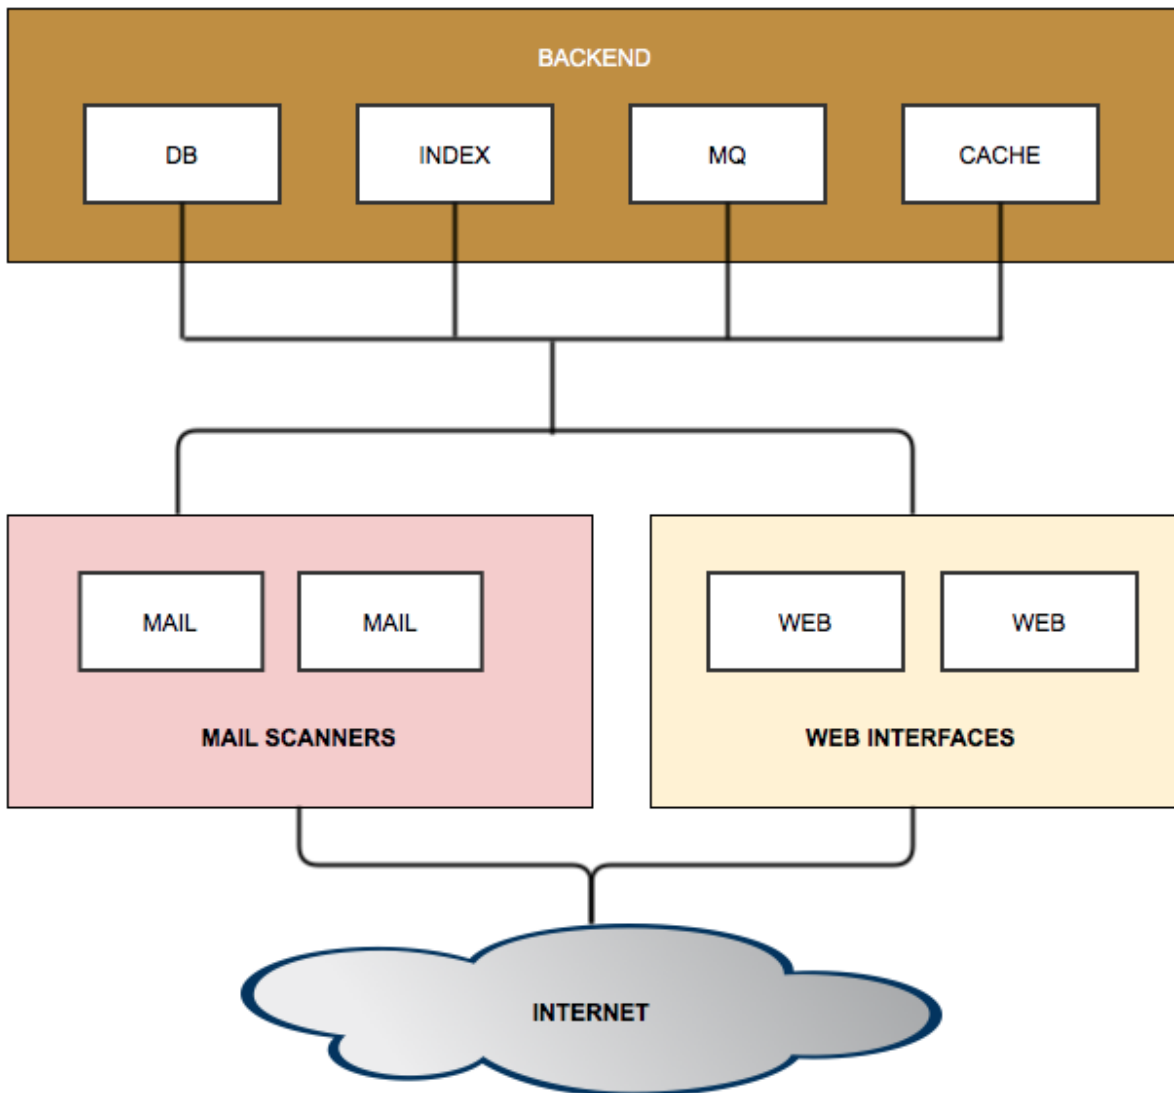 BACKEND
DB
INDEX
MQ
CACHE
MAIL
MAIL
WEB
WEB
MAIL SCANNERS
WEB INTERFACES
INTERNET